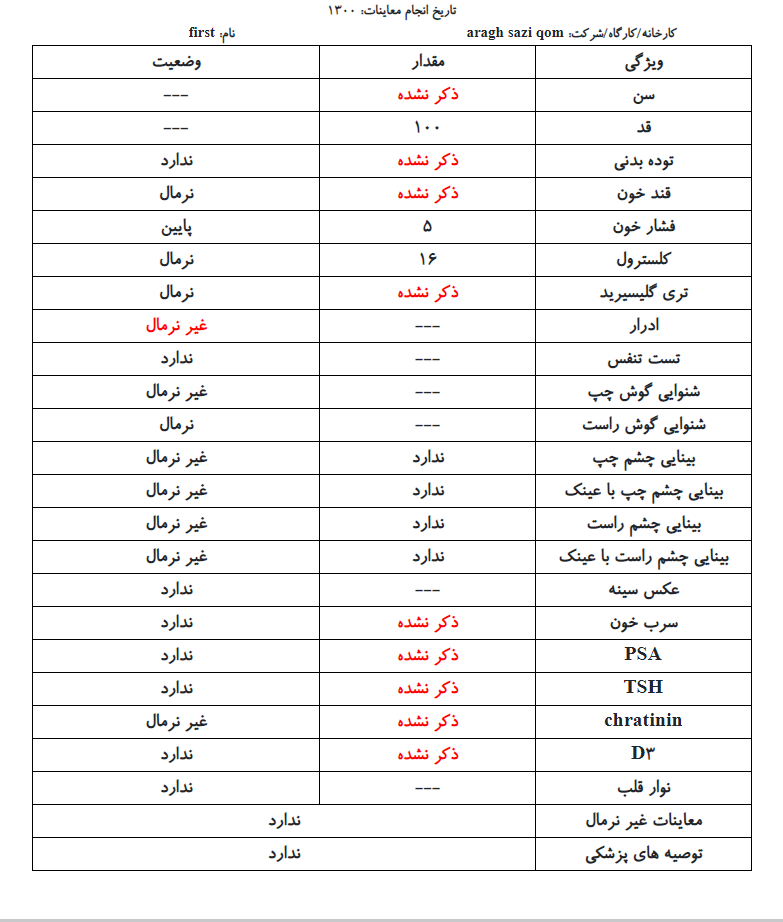 تاریخ انجام معاینات: ۱۳۰۰
کارخانه/کارگاه/شرکت: aragh sazi qom نام: first
ویژگی مقدار وضعیت
سن ذکر نشده ---
قد ۱۰۰ ---
توده بدنی ذکر نشده ندارد
قند خون ذکر نشده نرمال
فشار خون ۵ پایین
کلسترول ۱۶ نرمال
تری گلیسیرید ذکر نشده نرمال
ادرار --- غیر نرمال
تست تنفس --- ندارد
شنوایی گوش چپ --- غیر نرمال
شنوایی گوش راست --- نرمال
بینایی چشم چپ ندارد غیر نرمال
بینایی چشم چپ با عینک ندارد غیر نرمال
بینایی چشم راست ندارد غیر نرمال
بینایی چشم راست با عینک ندارد غیر نرمال
عکس سینه --- ندارد
سرب خون ذکر نشده ندارد
PSA ذکر نشده ندارد
TSH ذکر نشده ندارد
chratinin ذکر نشده غیر نرمال
D۳ ذکر نشده ندارد
نوار قلب --- ندارد
معاینات غیر نرمال ندارد
توصیه های پزشکی ندارد